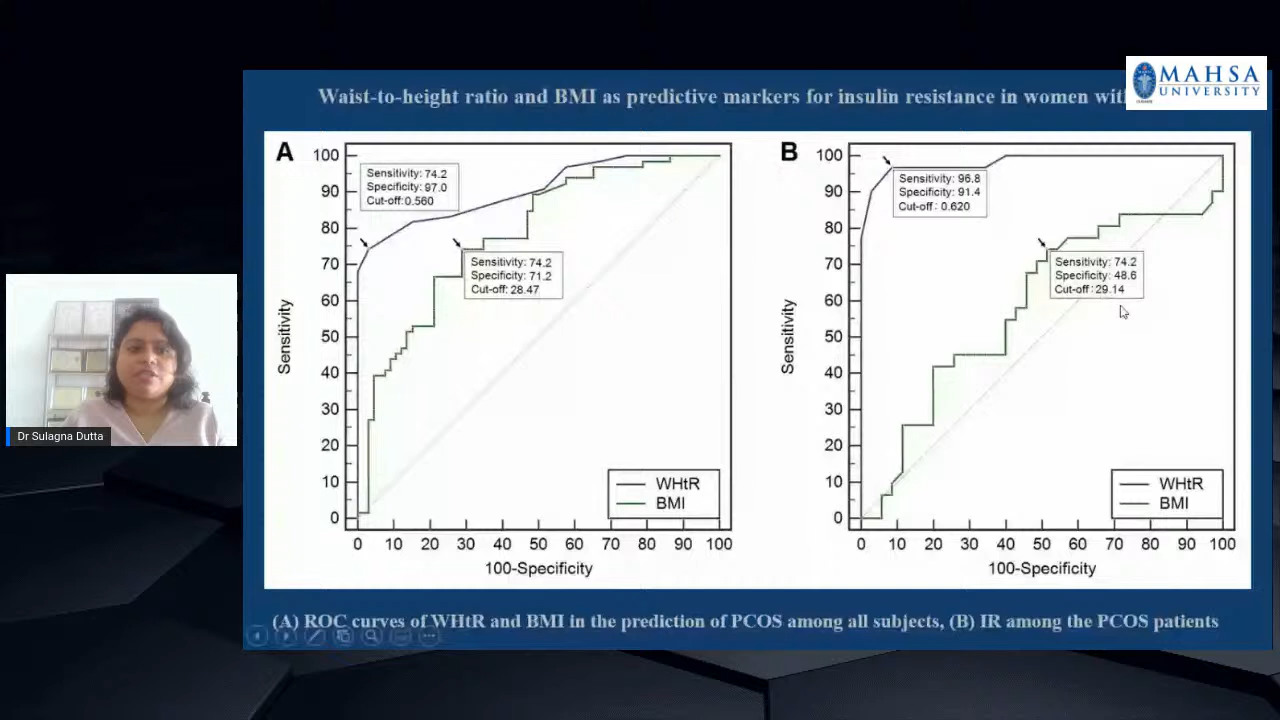 MAHSA
UNIVERSITY
Waist-to-height ratio and BMI as predictive markers for insulin resistance in women
A
100
90
80
70
60
50
40
30
20
10
0
Sensitivity
Sensitivity: 74.2
Specificity: 97.0
Cut-off:0.560
Sensitivity: 74.2
Specificity: 71.2
Cut-off: 28.47
WHtR
BMI
0 10 20 30 40 50 60 70 80 90 100
100-Specificity
B
100
90
80
70
60
50
40
30
20
10
0
Sensitivity
Sensitivity: 96.8
Specificity: 91.4
Cut-off : 0.620
Sensitivity: 74.2
Specificity: 48.6
Cut-off : 29.14
WHtR
BMI
0 10 20 30 40 50 60 70 80 90 100
100-Specificity
Dr Sulagna Dutta
(A) ROC curves of WHtR and BMI in the prediction of PCOS among all subjects, (B) IR among the PCOS patients